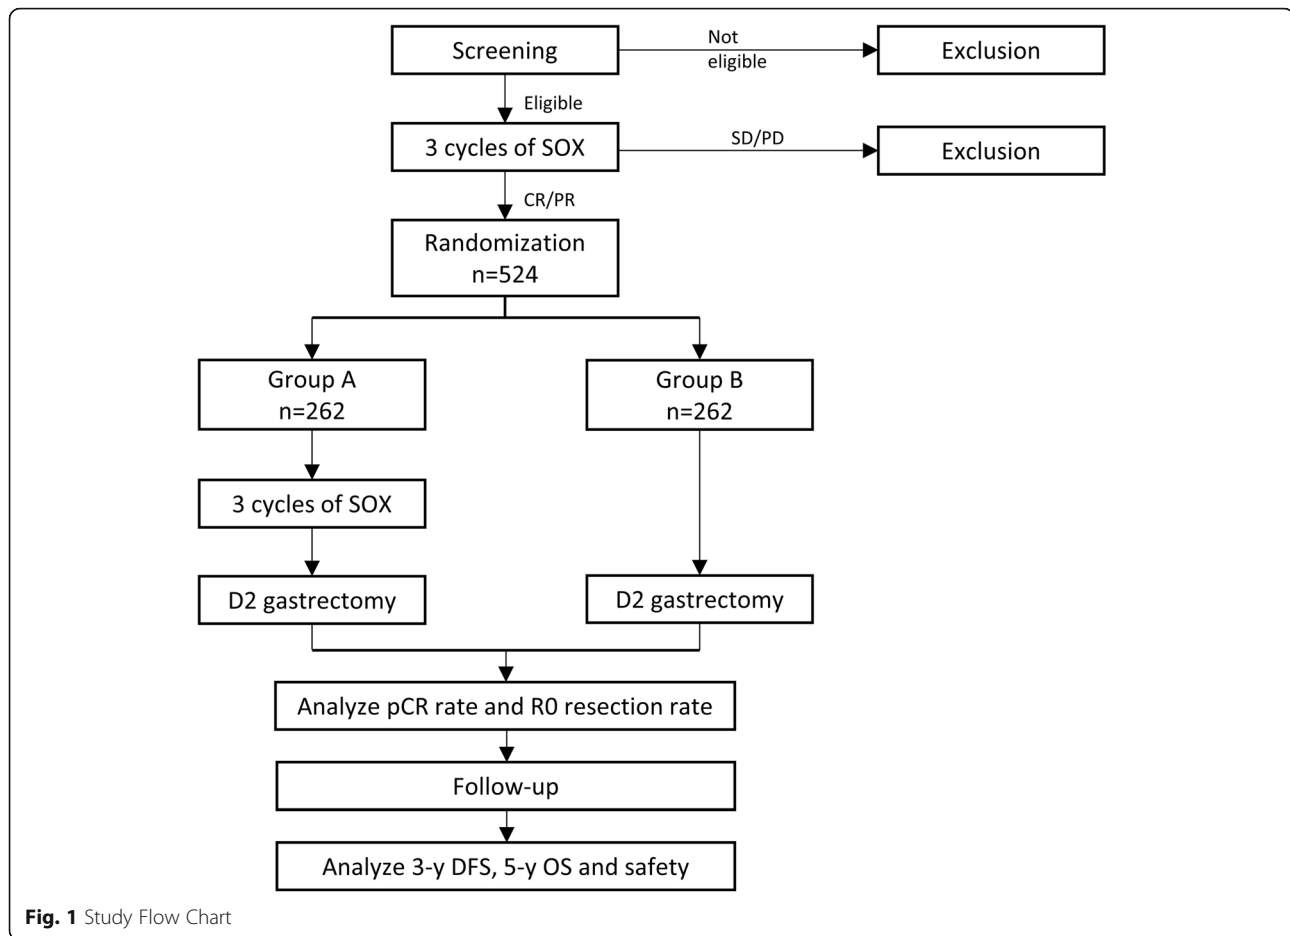 Screening
Not
eligible
Exclusion
Eligible
3 cycles of SOX
SD/PD
Exclusion
CR/PR
Randomization
n=524
Group A
n=262
Group B
n=262
3 cycles of SOX
D2 gastrectomy
D2 gastrectomy
Analyze pCR rate and R0 resection rate
Follow-up
Analyze 3-y DFS, 5-y OS and safety
Fig. 1 Study Flow Chart